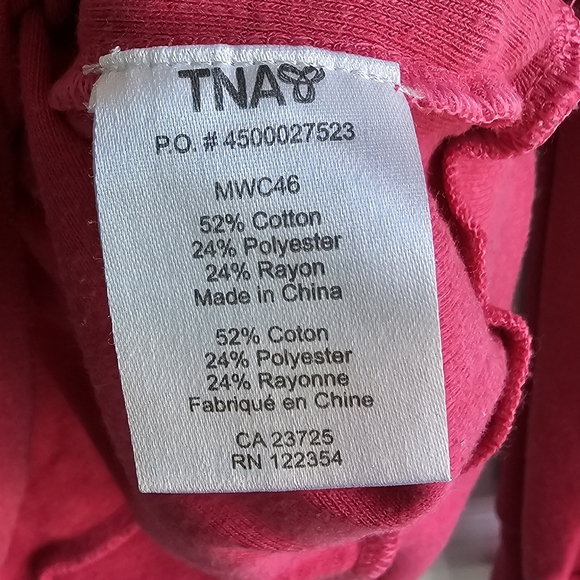 TNA
P.O. # 4500027523
MWC46
52% Cotton
24% Polyester
24% Rayon
Made in China
52% Coton
24% Polyester
24% Rayonne
Fabriqué en Chine
CA 23725
RN 122354